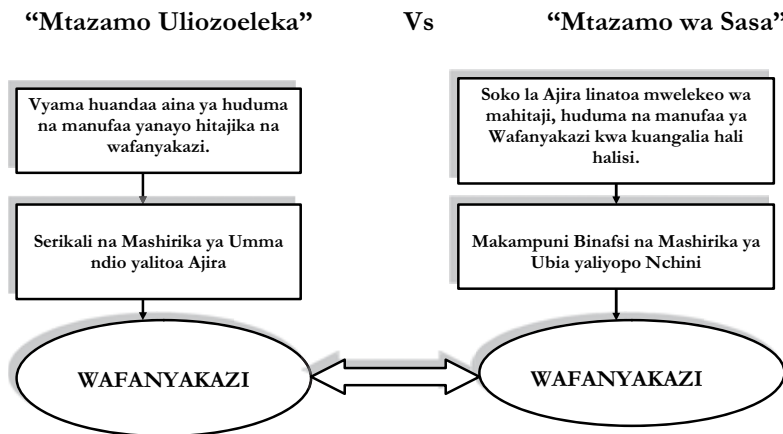 “Mtazamo Uliozoeleka” Vs “Mtazamo wa Sasa”
Vyama huandaa aina ya huduma
na manufaa yanayo hitajika na
wafanyakazi.
Serikali na Mashirika ya Umma
ndio yalitoa Ajira
WAFANYAKAZI
Soko la Ajira linatoa mwelekeo wa
mahitaji, huduma na manufaa ya
Wafanyakazi kwa kuangalia hali
halisi.
Makampuni Binafsi na Mashirika ya
Ubia yaliyopo Nchini
WAFANYAKAZI